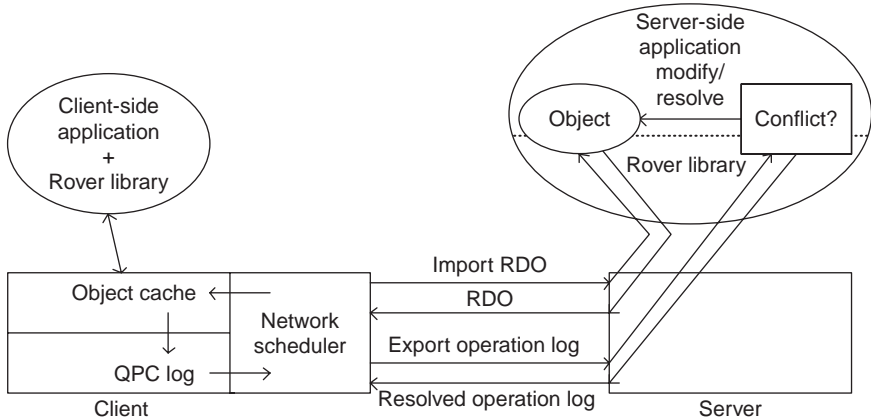 Server-side
application
modify/
resolve
Client-side
application
+
Rover library
Object
Conflict?
Rover library
Import RDO
Object cache
RDO
Network
scheduler
Export operation log
QPC log
Resolved operation log
Client
Server